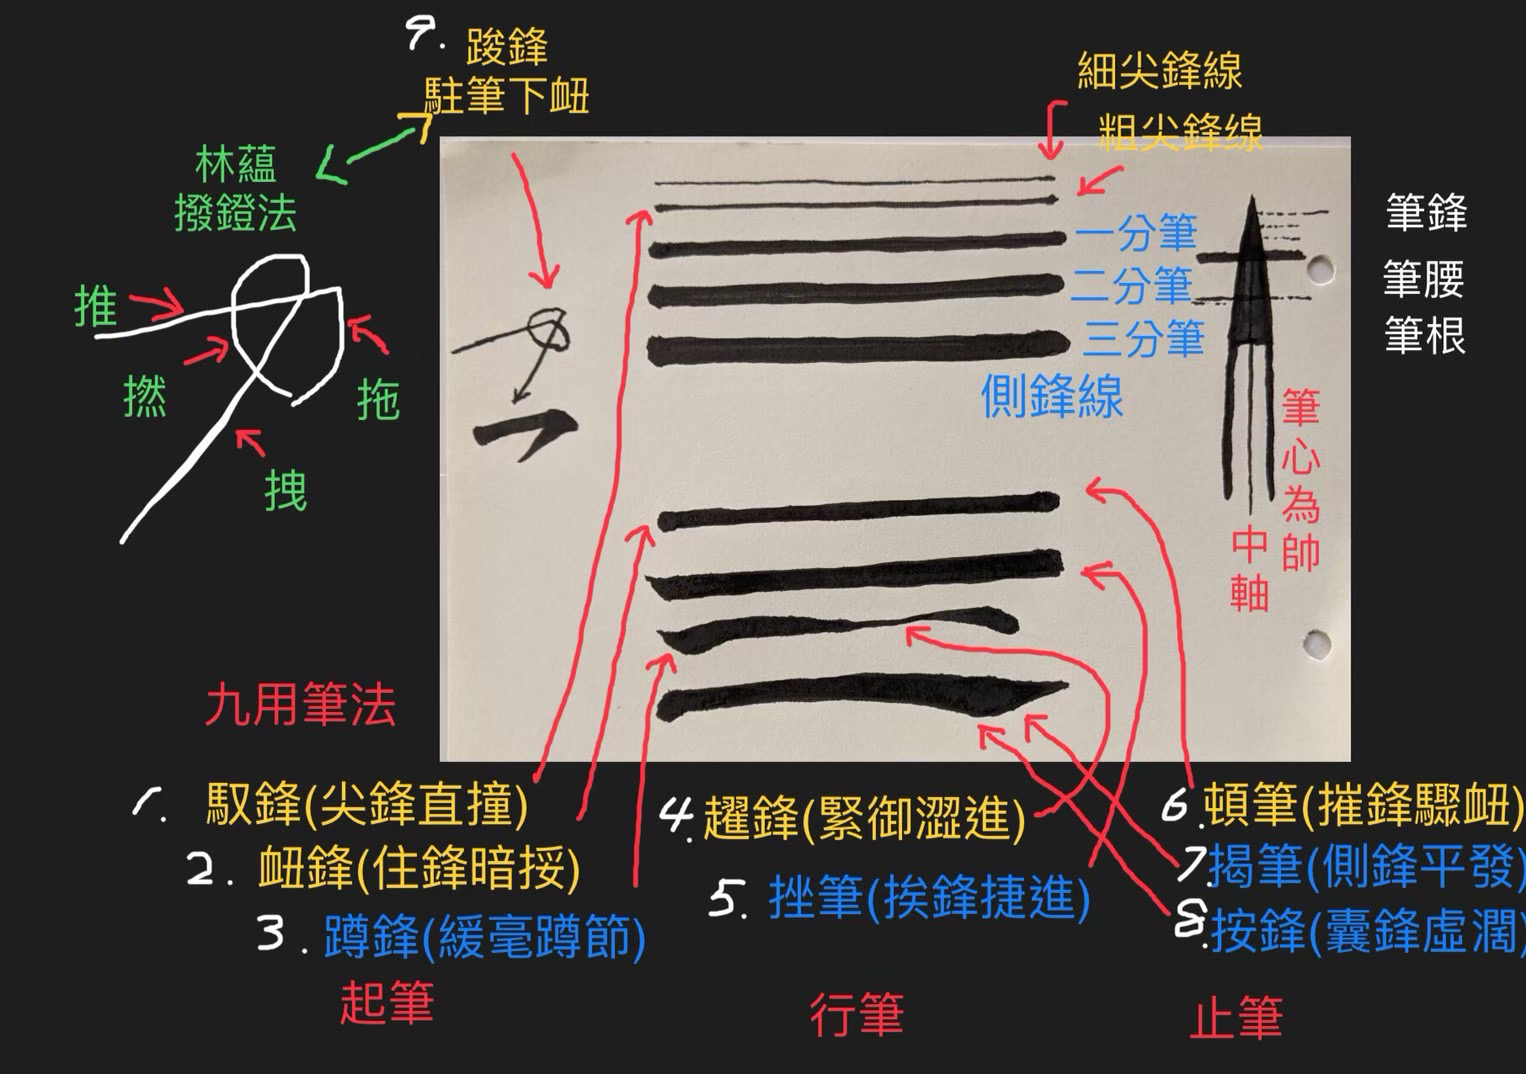 9.
踆鋒
駐筆下衄
細尖鋒線
粗尖鋒线
林蘊
撥鐙法
推
撚
拖
拽
一分筆
二分筆
三分筆
側鋒線
筆鋒
筆腰
筆根
筆心為帥
中軸
九用筆法
1. 馭鋒(尖鋒直撞)
2. 衄鋒(住鋒暗挼)
3. 蹲鋒(緩毫蹲節)
起筆
4. 趯鋒(緊御澀進)
5. 挫筆(挨鋒捷進)
行筆
6. 頓筆(摧鋒驟衄)
7. 揭筆(側鋒平發)
8. 按鋒(囊鋒虛濶)
止筆